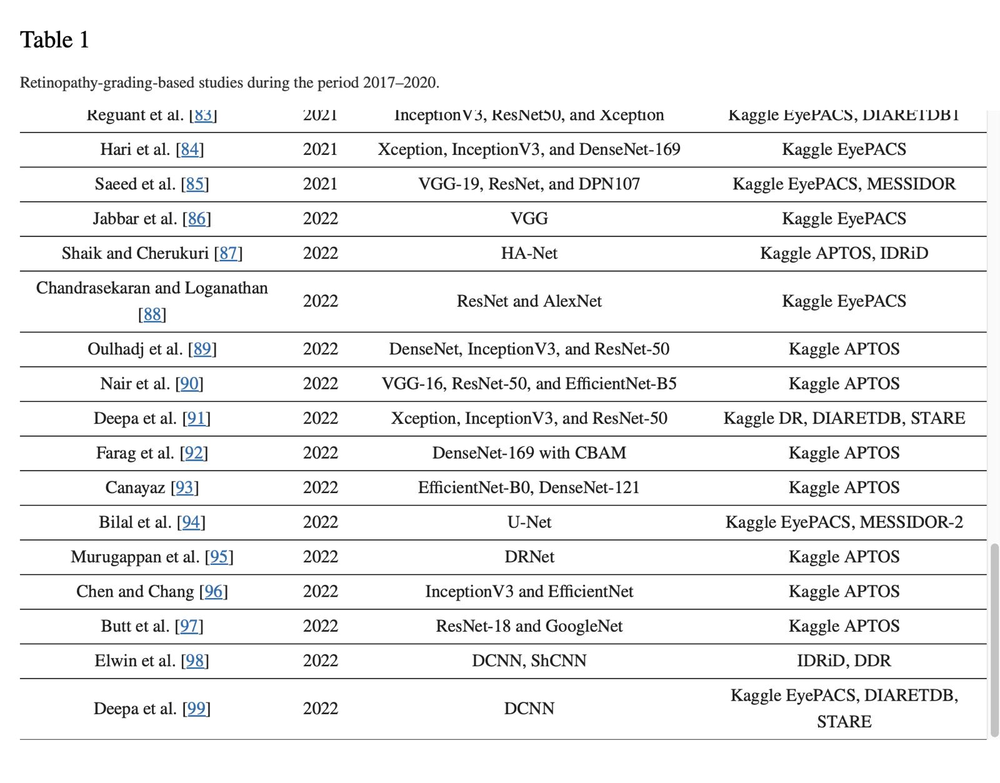 Table 1
Retinopathy-grading-based studies during the period 2017–2020.
Reguant et al. [83] 2021 InceptionV3, ResNet50, and Xception Kaggle EyePACS, DIARETDB1
Hari et al. [84] 2021 Xception, InceptionV3, and DenseNet-169 Kaggle EyePACS
Saeed et al. [85] 2021 VGG-19, ResNet, and DPN107 Kaggle EyePACS, MESSIDOR
Jabbar et al. [86] 2022 VGG Kaggle EyePACS
Shaik and Cherukuri [87] 2022 HA-Net Kaggle APTOS, IDRiD
Chandrasekaran and Loganathan
[88] 2022 ResNet and AlexNet Kaggle EyePACS
Oulhadj et al. [89] 2022 DenseNet, InceptionV3, and ResNet-50 Kaggle APTOS
Nair et al. [90] 2022 VGG-16, ResNet-50, and EfficientNet-B5 Kaggle APTOS
Deepa et al. [91] 2022 Xception, InceptionV3, and ResNet-50 Kaggle DR, DIARETDB, STARE
Farag et al. [92] 2022 DenseNet-169 with CBAM Kaggle APTOS
Canayaz [93] 2022 EfficientNet-B0, DenseNet-121 Kaggle APTOS
Bilal et al. [94] 2022 U-Net Kaggle EyePACS, MESSIDOR-2
Murugappan et al. [95] 2022 DRNet Kaggle APTOS
Chen and Chang [96] 2022 InceptionV3 and EfficientNet Kaggle APTOS
Butt et al. [97] 2022 ResNet-18 and GoogleNet Kaggle APTOS
Elwin et al. [98] 2022 DCNN, ShCNN IDRiD, DDR
Deepa et al. [99] 2022 DCNN Kaggle EyePACS, DIARETDB,
STARE